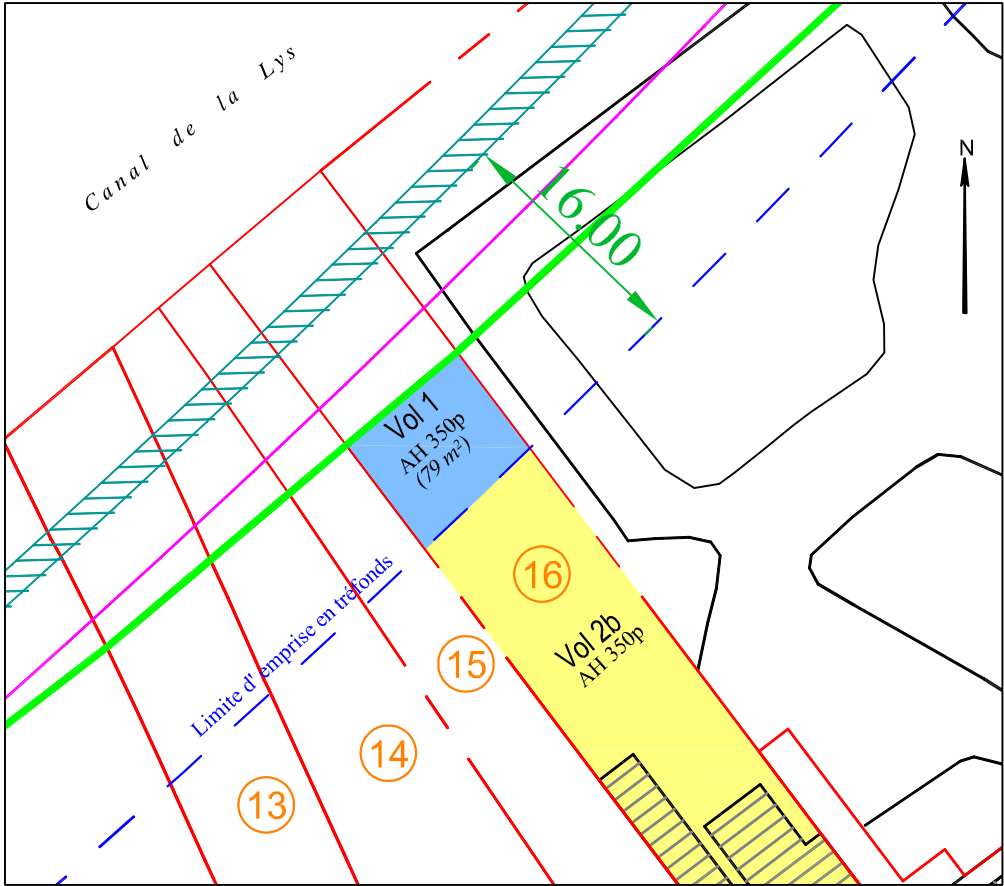 Canal de la Lys
N
16.00
Vol 1
AH 350p
(79 m²)
16
Limite d' emprise en tréfonds
Vol 2b
AH 350p
15
14
13